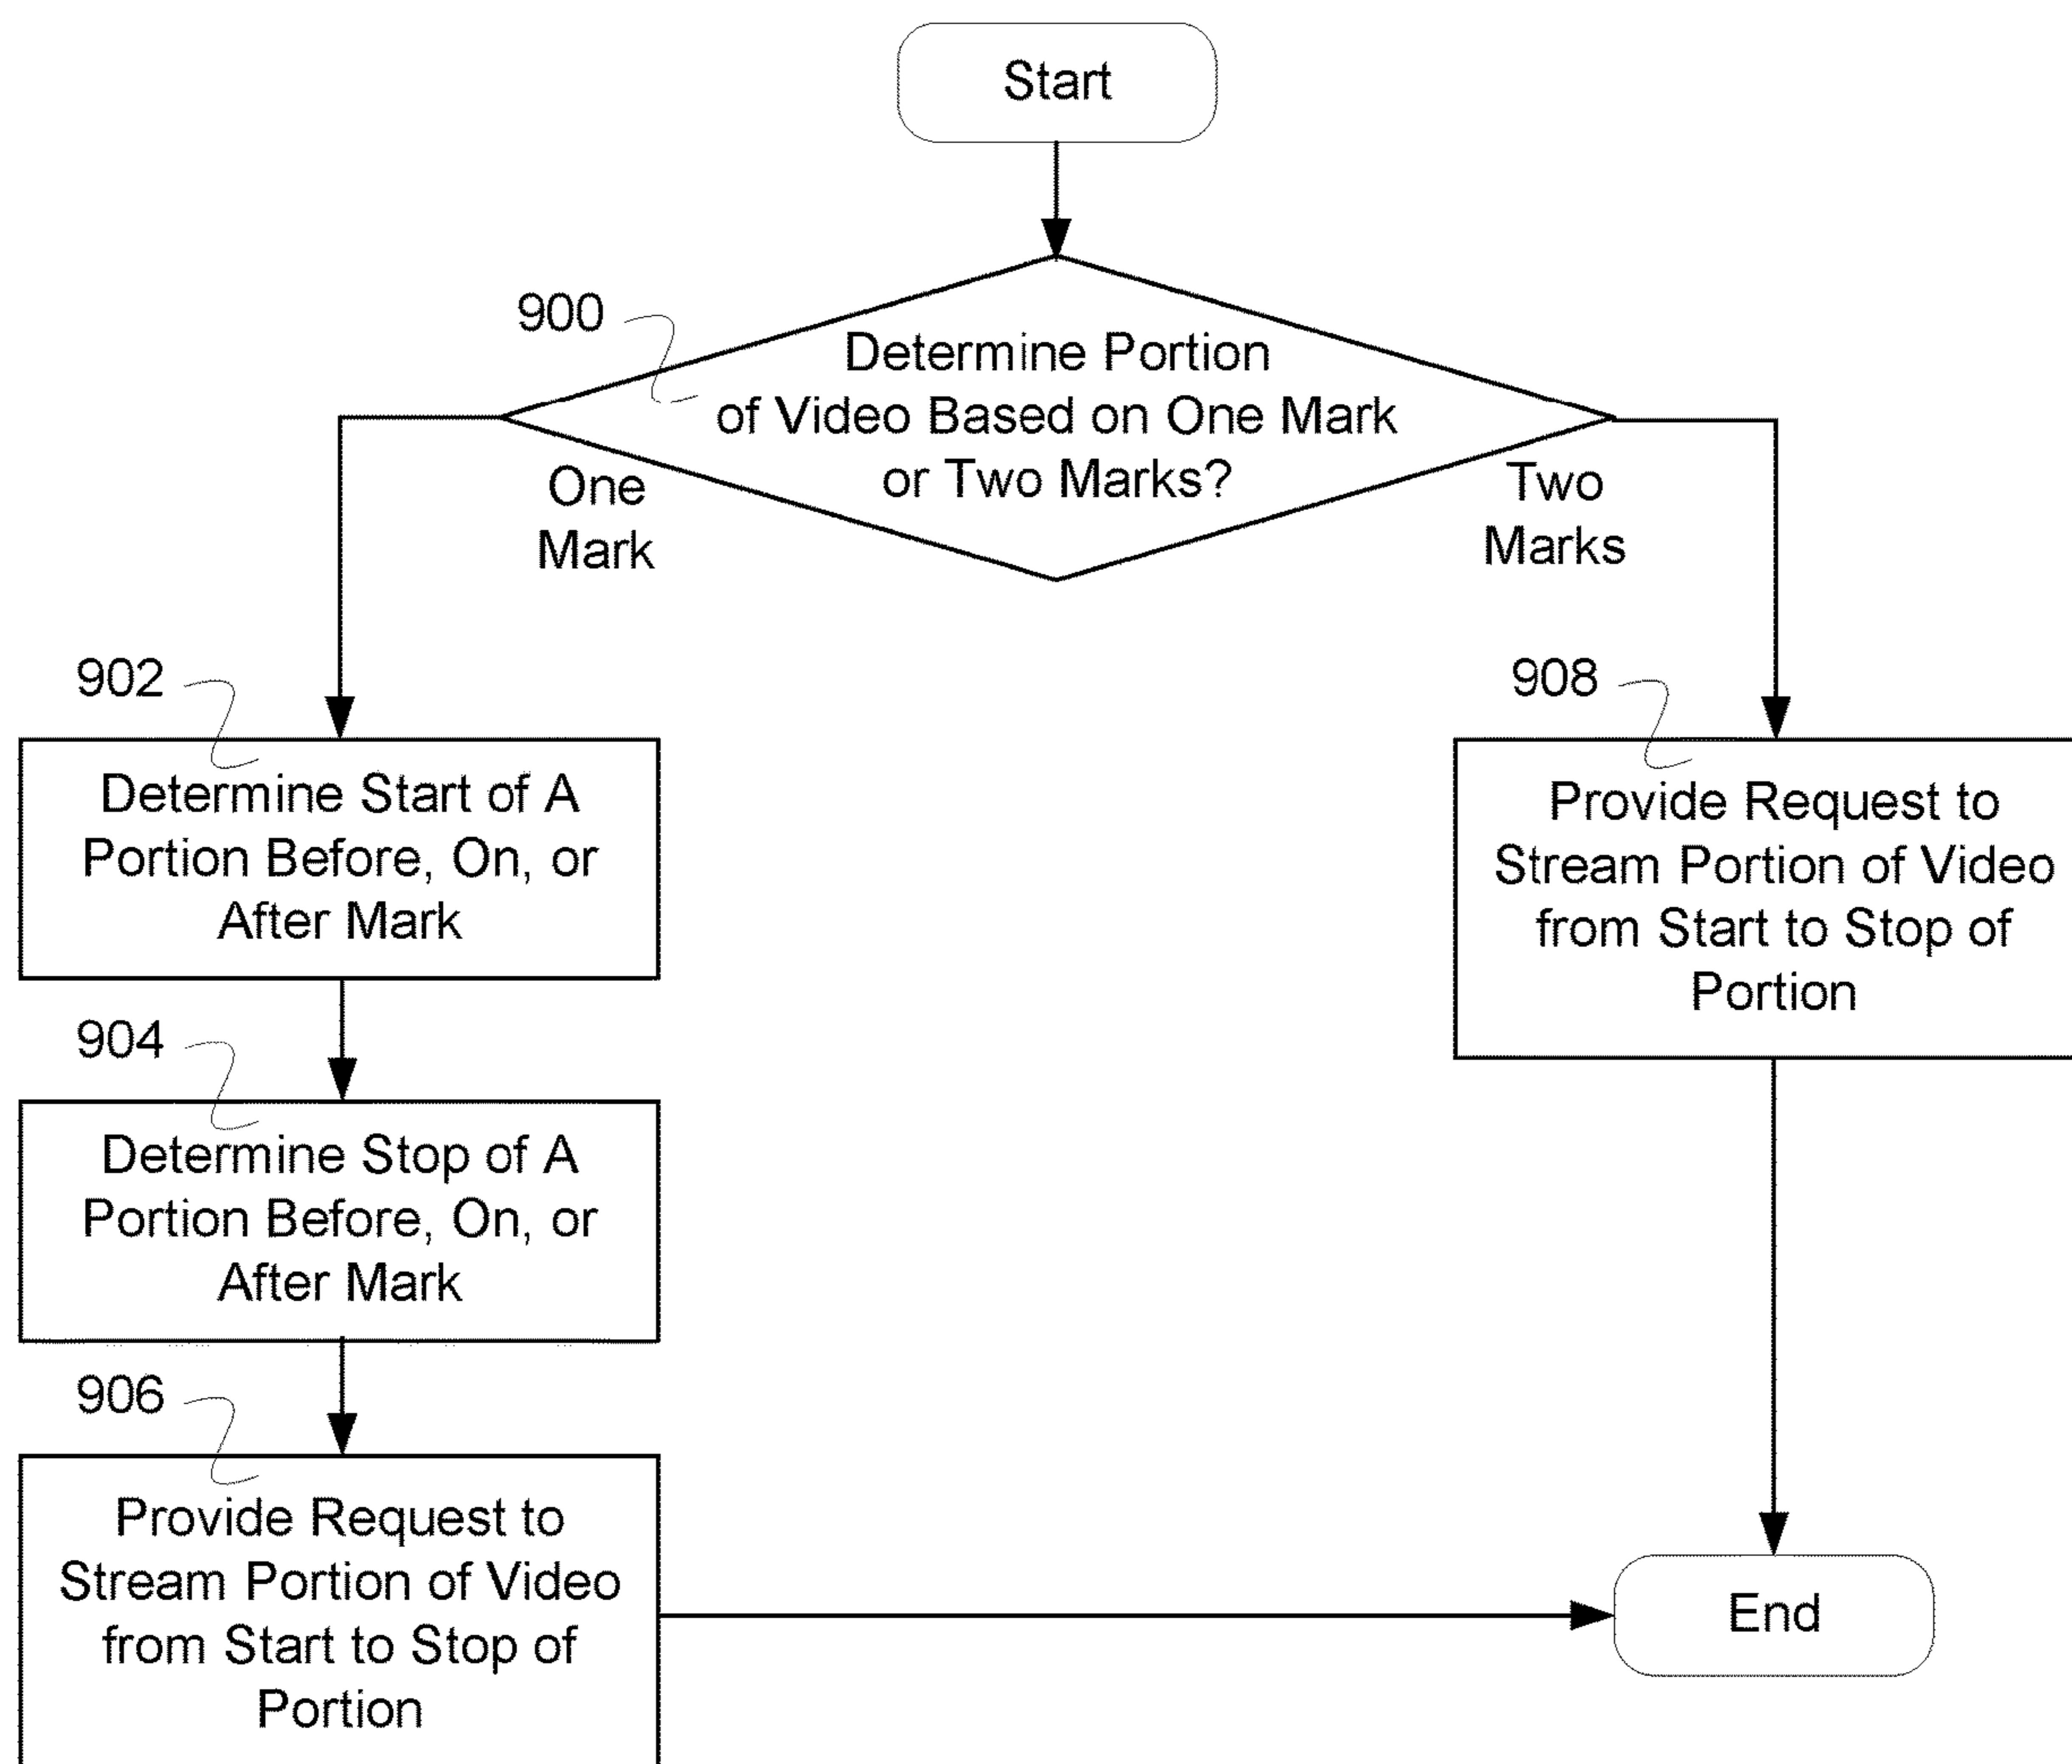 Start
900
Determine Portion
of Video Based on One Mark
or Two Marks?
One
Mark
Two
Marks
902
Determine Start of A
Portion Before, On, or
After Mark
904
Determine Stop of A
Portion Before, On, or
After Mark
906
Provide Request to
Stream Portion of Video
from Start to Stop of
Portion
908
Provide Request to
Stream Portion of Video
from Start to Stop of
Portion
End